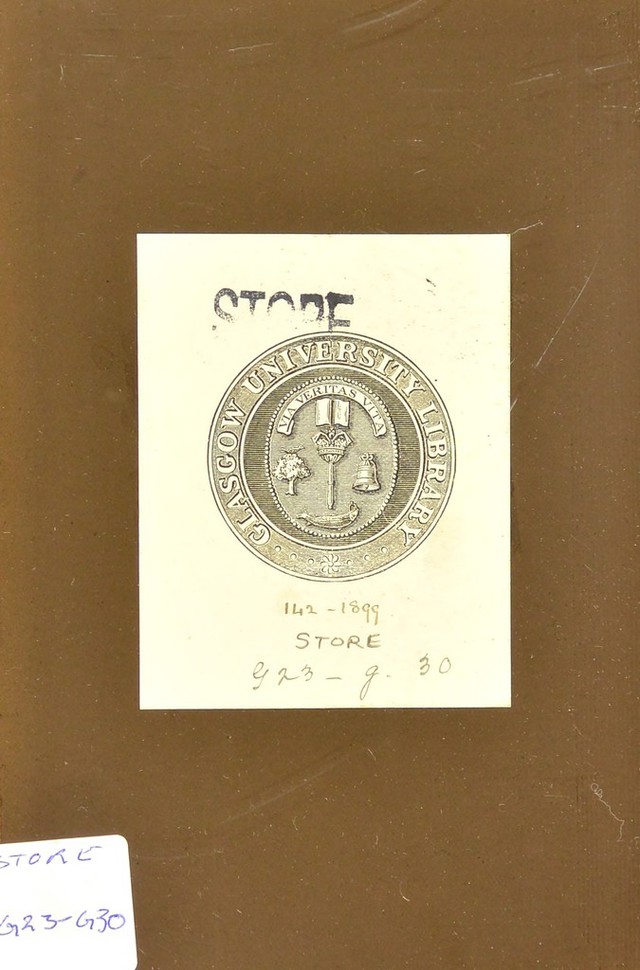 STORE
GLASGOW UNIVERSITY LIBRARY
VIA VERITAS VITA
142 - 1899
STORE
G23 - g. 30
STORE
G23-G30